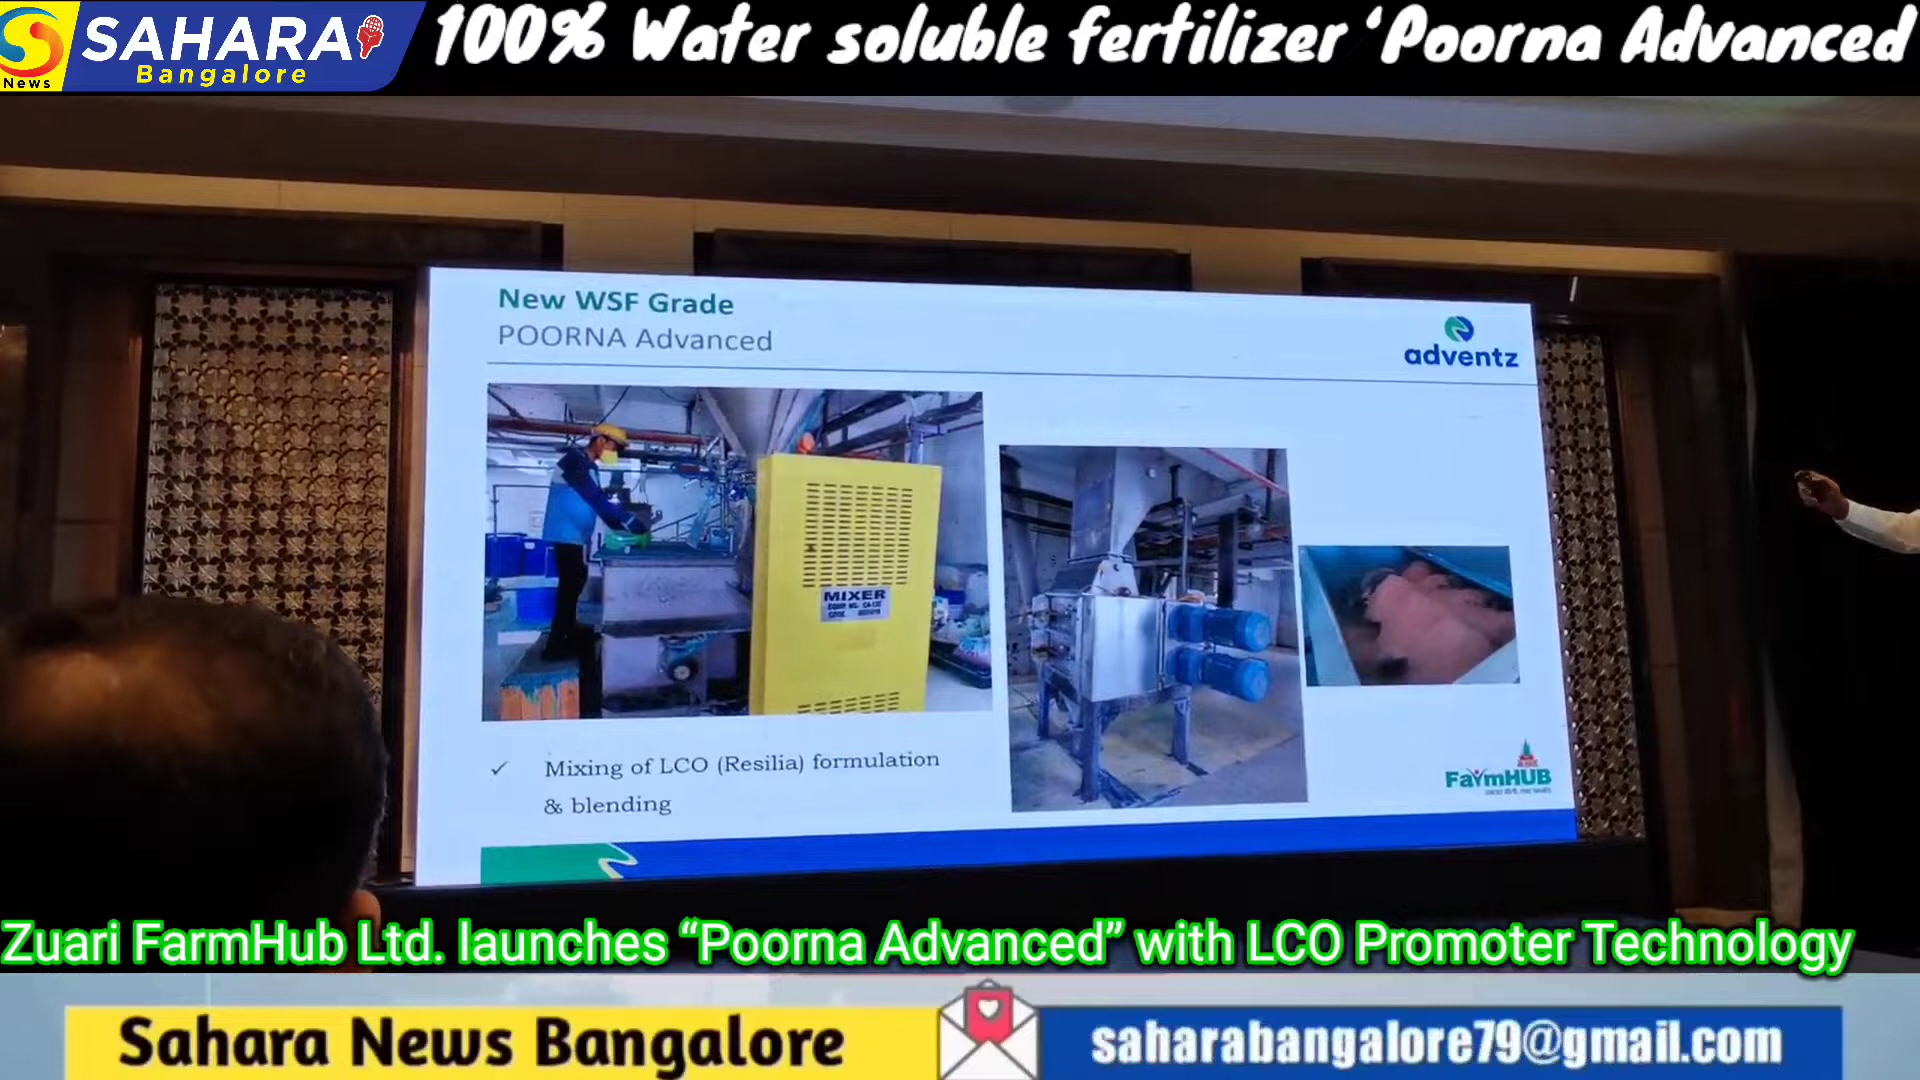 SAHARA
Bangalore
News
100% Water soluble fertilizer ‘Poorna Advanced
New WSF Grade
POORNA Advanced
adventz
MIXER
✓ Mixing of LCO (Resilia) formulation
& blending
FarmHUB
Zuari FarmHub Ltd. launches “Poorna Advanced” with LCO Promoter Technology
Sahara News Bangalore
saharabangalore79@gmail.com